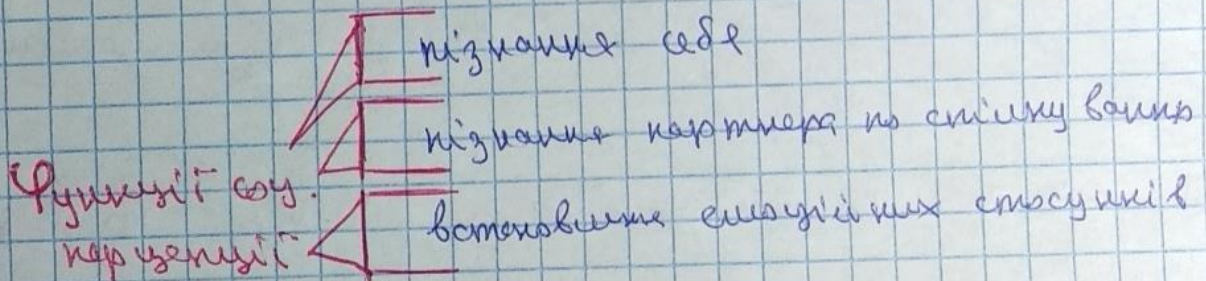 пізнання себе
пізнання партнера по спілкуванню
Функції соц.
перцепції
встановлення емоційних стосунків